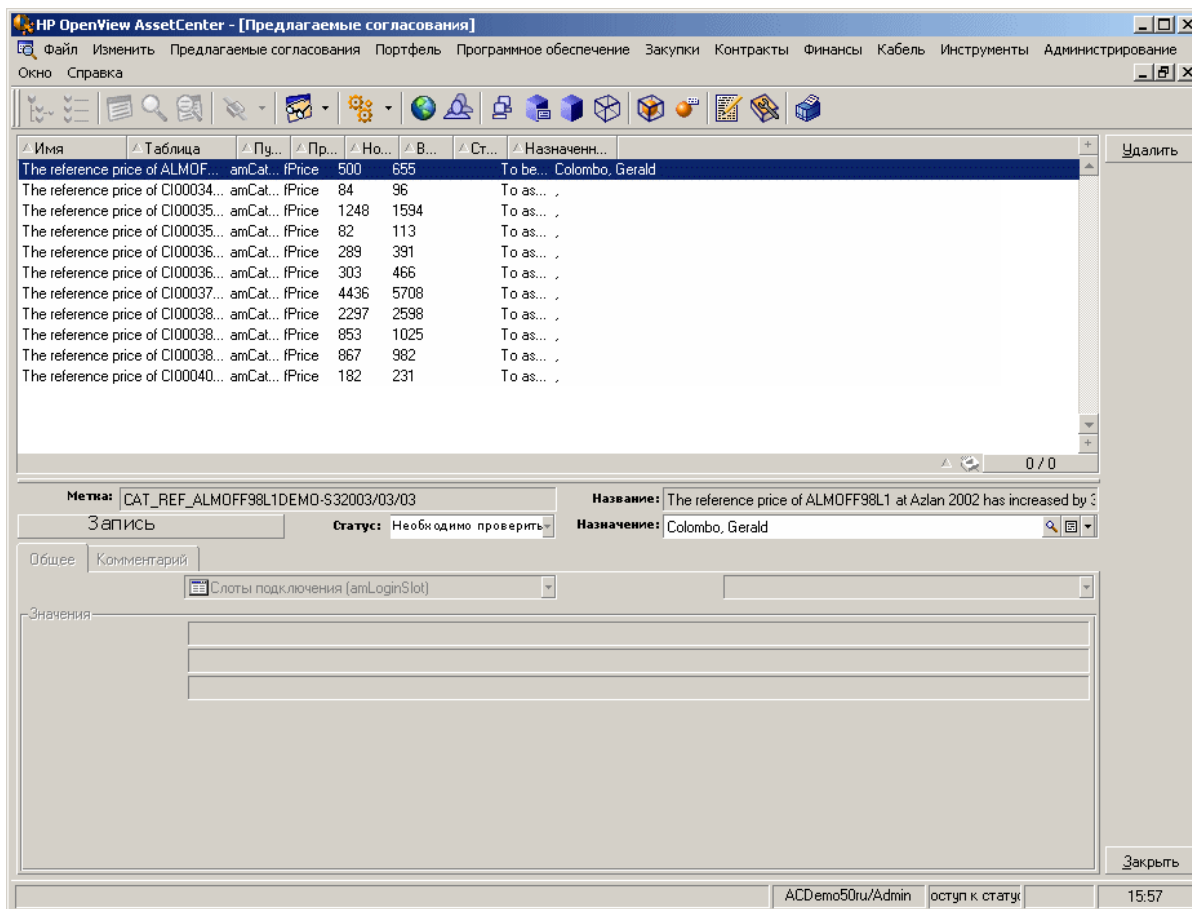 HP OpenView AssetCenter - [Предлагаемые согласования]
Файл Изменить Предлагаемые согласования Портфель Программное обеспечение Закупки Контракты Финансы Кабель Инструменты Администрирование
Окно Справка
Имя Таблица Пу... Пр... Но... В... Ст... Назначенн...
The reference price of ALMOF... amCat... fPrice 500 655 To be... Colombo, Gerald
The reference price of CI00034... amCat... fPrice 84 96 To as... ,
The reference price of CI00035... amCat... fPrice 1248 1594 To as... ,
The reference price of CI00035... amCat... fPrice 82 113 To as... ,
The reference price of CI00036... amCat... fPrice 289 391 To as... ,
The reference price of CI00036... amCat... fPrice 303 466 To as... ,
The reference price of CI00037... amCat... fPrice 4436 5708 To as... ,
The reference price of CI00038... amCat... fPrice 2297 2598 To as... ,
The reference price of CI00038... amCat... fPrice 853 1025 To as... ,
The reference price of CI00038... amCat... fPrice 867 982 To as... ,
The reference price of CI00040... amCat... fPrice 182 231 To as... ,
0 / 0
Удалить
Метка: CAT_REF_ALMOFF98L1DEMO-S32003/03/03 Название: The reference price of ALMOFF98L1 at Azlan 2002 has increased by 3
Запись Статус: Необходимо проверить Назначение: Colombo, Gerald
Общее Комментарий
Слоты подключения (amLoginSlot)
Значения
Закрыть
ACDemo50ru/Admin оступ к стату 15:57